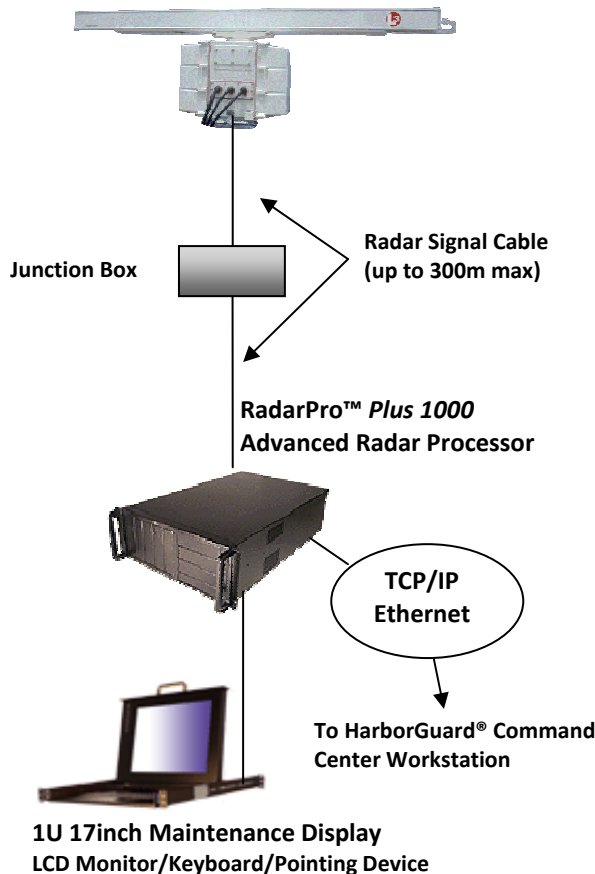 Junction Box
Radar Signal Cable
(up to 300m max)
RadarPro™ Plus 1000
Advanced Radar Processor
TCP/IP
Ethernet
To HarborGuard® Command
Center Workstation
1U 17inch Maintenance Display
LCD Monitor/Keyboard/Pointing Device